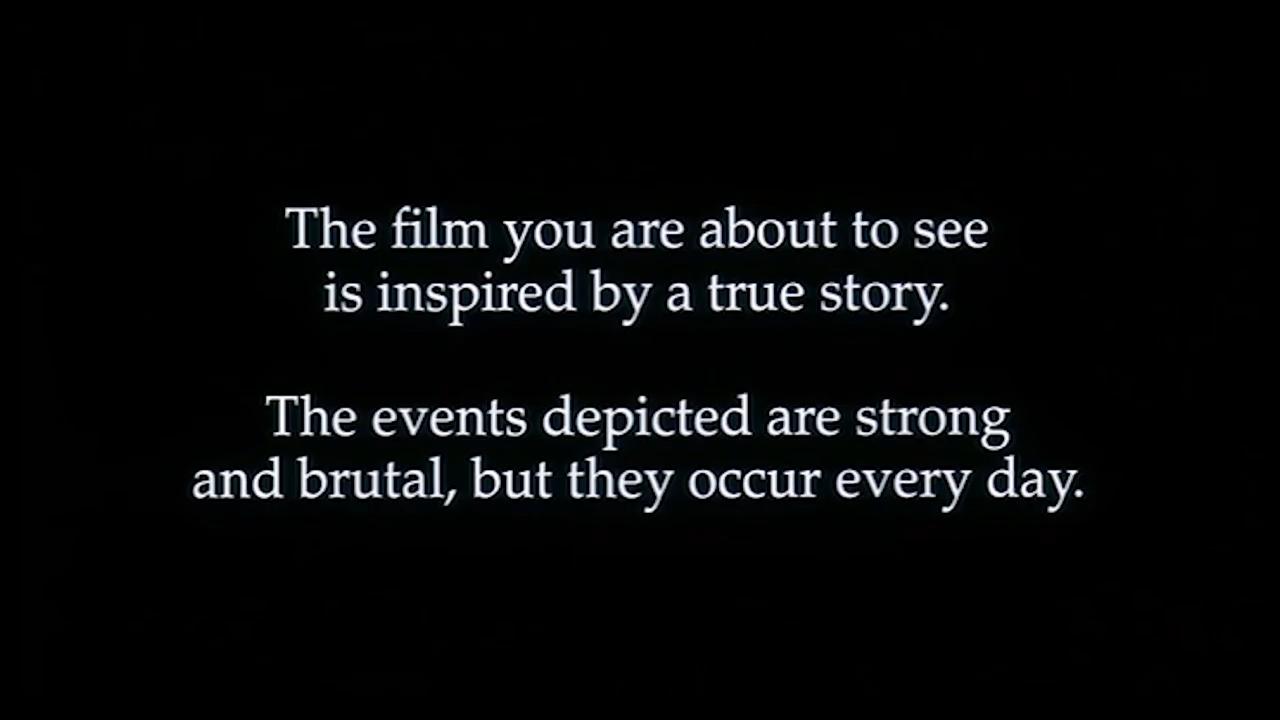 The film you are about to see
is inspired by a true story.
The events depicted are strong
and brutal, but they occur every day.